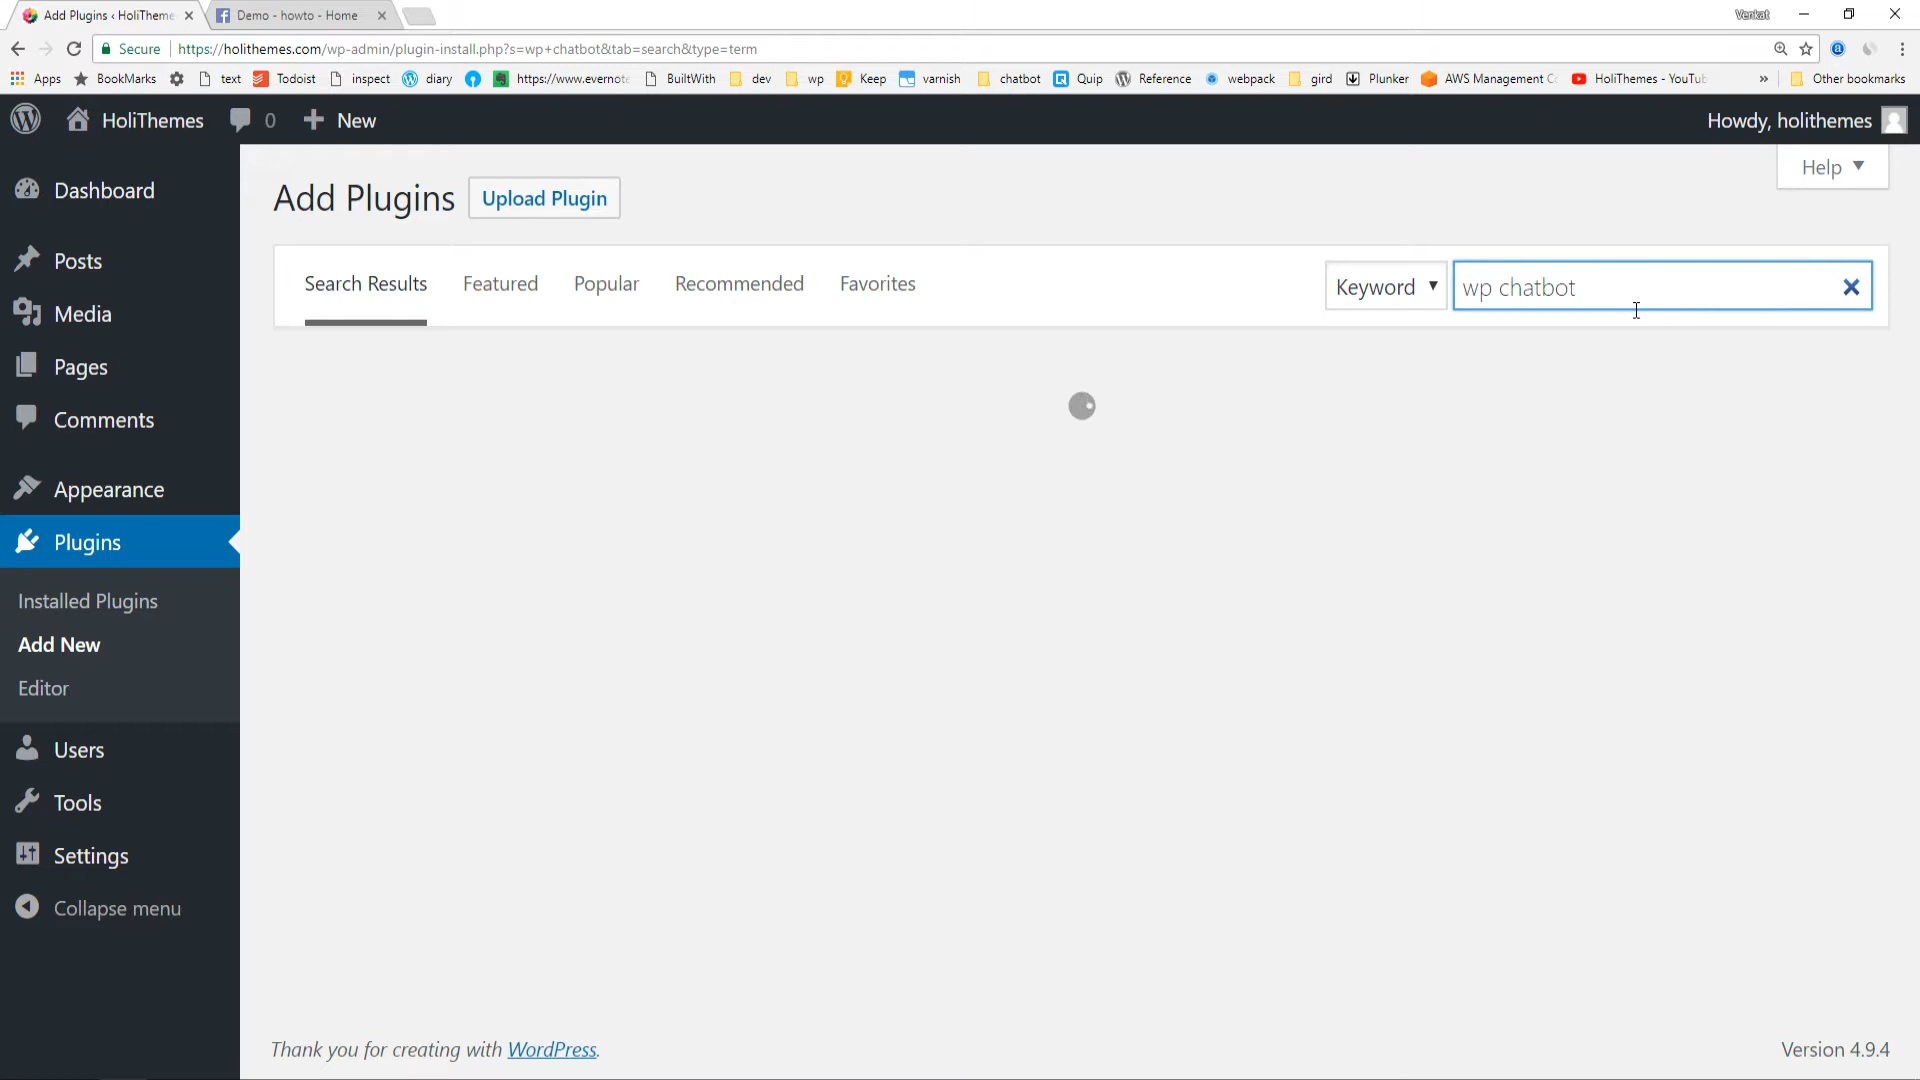 Add Plugins ‹ HoliTheme
Demo - howto - Home
Venkat
Secure
https://holithemes.com/wp-admin/plugin-install.php?s=wp+chatbot&tab=search&type=term
Apps BookMarks text Todoist inspect diary https://www.evernote BuiltWith dev wp Keep varnish chatbot Quip Reference webpack gird Plunker AWS Management Co HoliThemes - YouTub » Other bookmarks
HoliThemes 0 New
Howdy, holithemes
Help
Add Plugins
Upload Plugin
Search Results
Featured
Popular
Recommended
Favorites
Keyword
wp chatbot
Dashboard
Posts
Media
Pages
Comments
Appearance
Plugins
Installed Plugins
Add New
Editor
Users
Tools
Settings
Collapse menu
Thank you for creating with WordPress.
Version 4.9.4